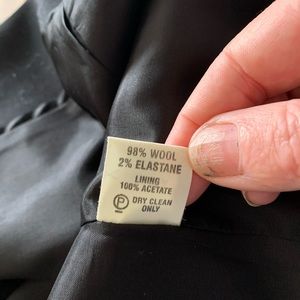 98% WOOL
2% ELASTANE
LINING
100% ACETATE
P DRY CLEAN
ONLY